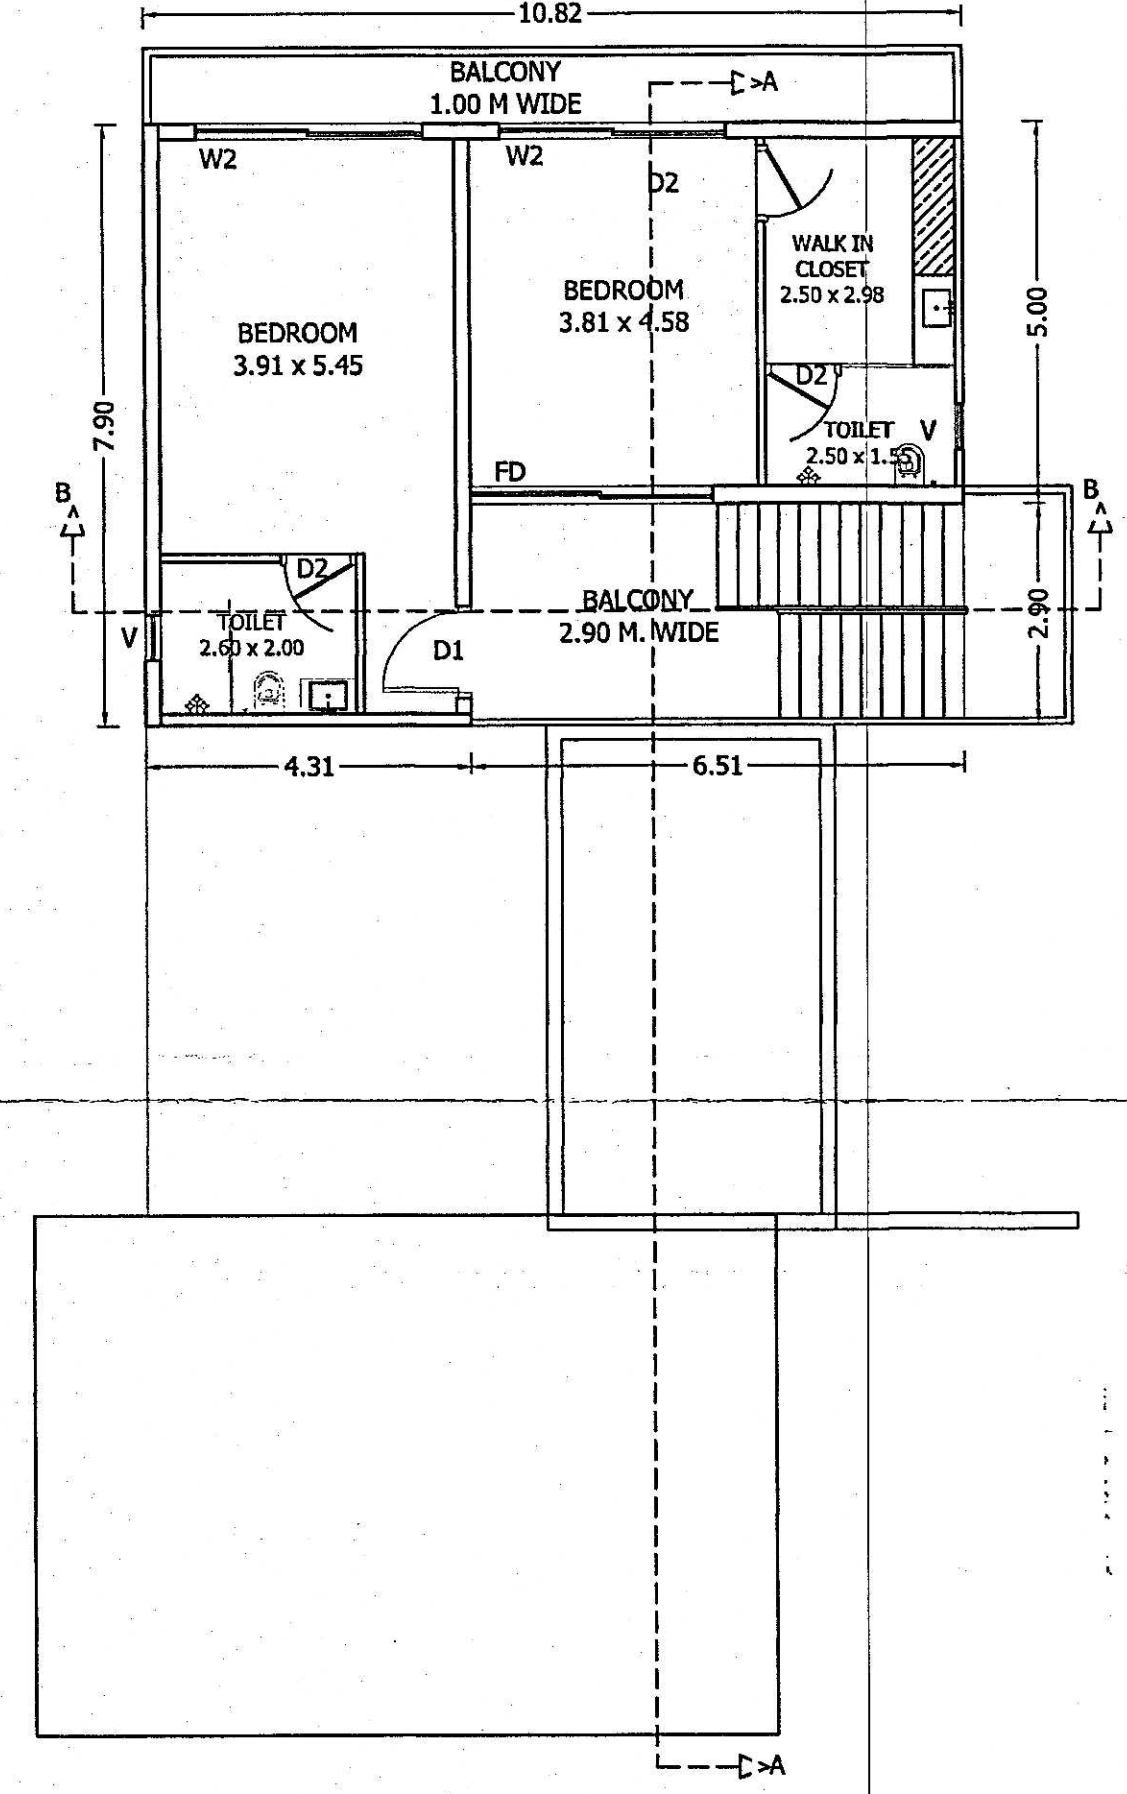 10.82
BALCONY
1.00 M WIDE
>A
W2
W2
D2
WALK IN
CLOSET
2.50 x 2.98
BEDROOM
3.81 x 4.58
5.00
BEDROOM
3.91 x 5.45
D2
7.90
TOILET
V
2.50 x 1.55
FD
B
>
B
>
D2
BALCONY
2.90 M. WIDE
2.90
TOILET
2.60 x 2.00
V
D1
4.31
6.51
>A